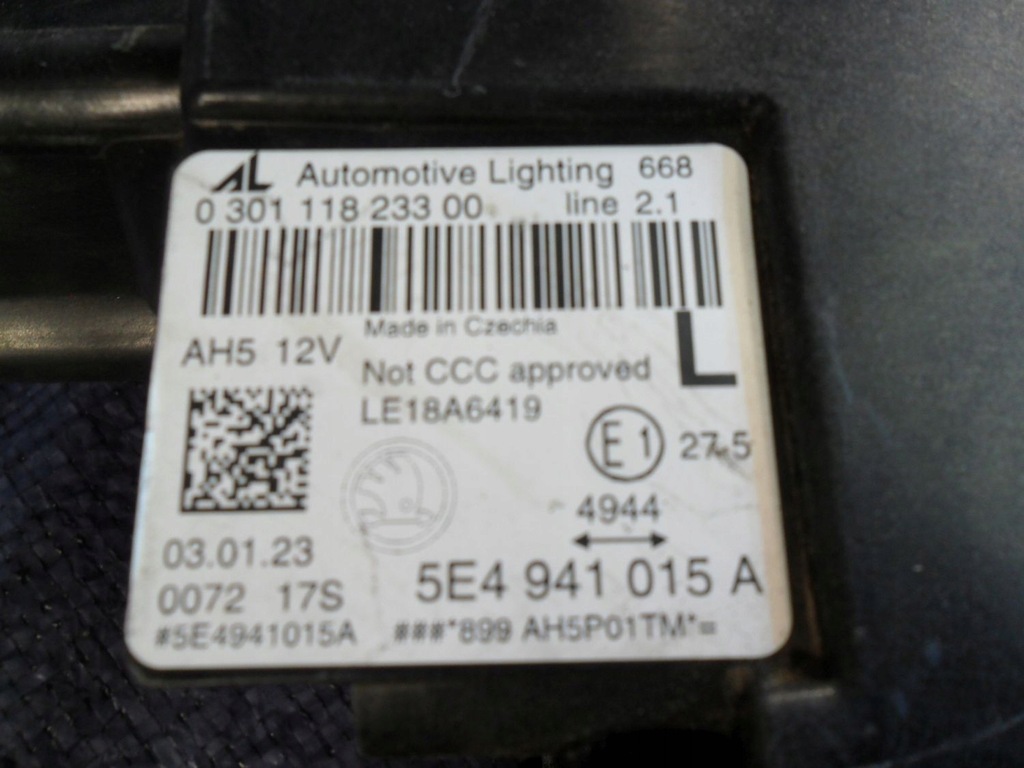 AL Automotive Lighting 668
0 301 118 233 00 line 2.1
Made in Czechia
L
AH5 12V
Not CCC approved
LE18A6419
E1 27.5
4944
03.01.23
5E4 941 015 A
0072 17S
#5E4941015A ###*899 AH5P01TM*=